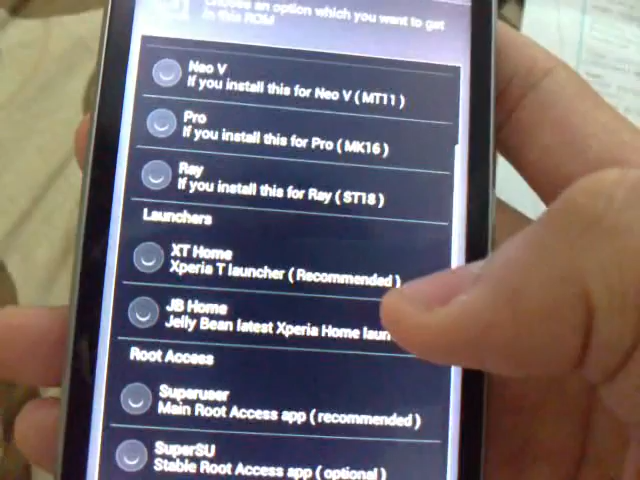 Choose an option which you want to get
in this ROM
Neo V
If you install this for Neo V ( MT11 )
Pro
If you install this for Pro ( MK16 )
Ray
If you install this for Ray ( ST18 )
Launchers
XT Home
Xperia T launcher ( Recommended )
JB Home
Jelly Bean latest Xperia Home laun
Root Access
Superuser
Main Root Access app ( recommended )
SuperSU
Stable Root Access app ( optional )